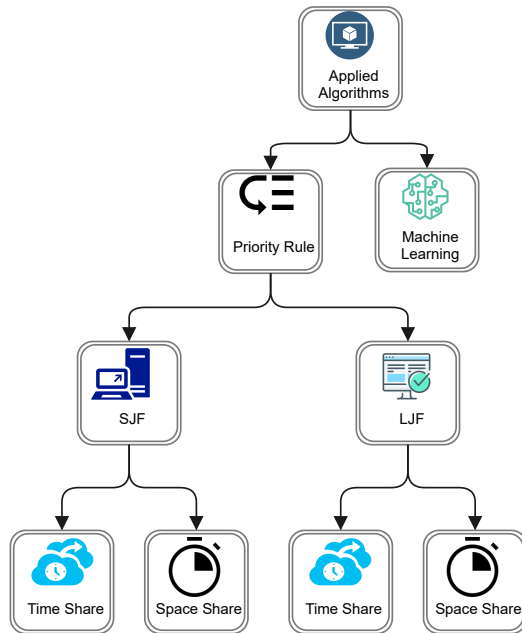 Applied
Algorithms
Priority Rule
Machine
Learning
SJF
LJF
Time Share
Space Share
Time Share
Space Share